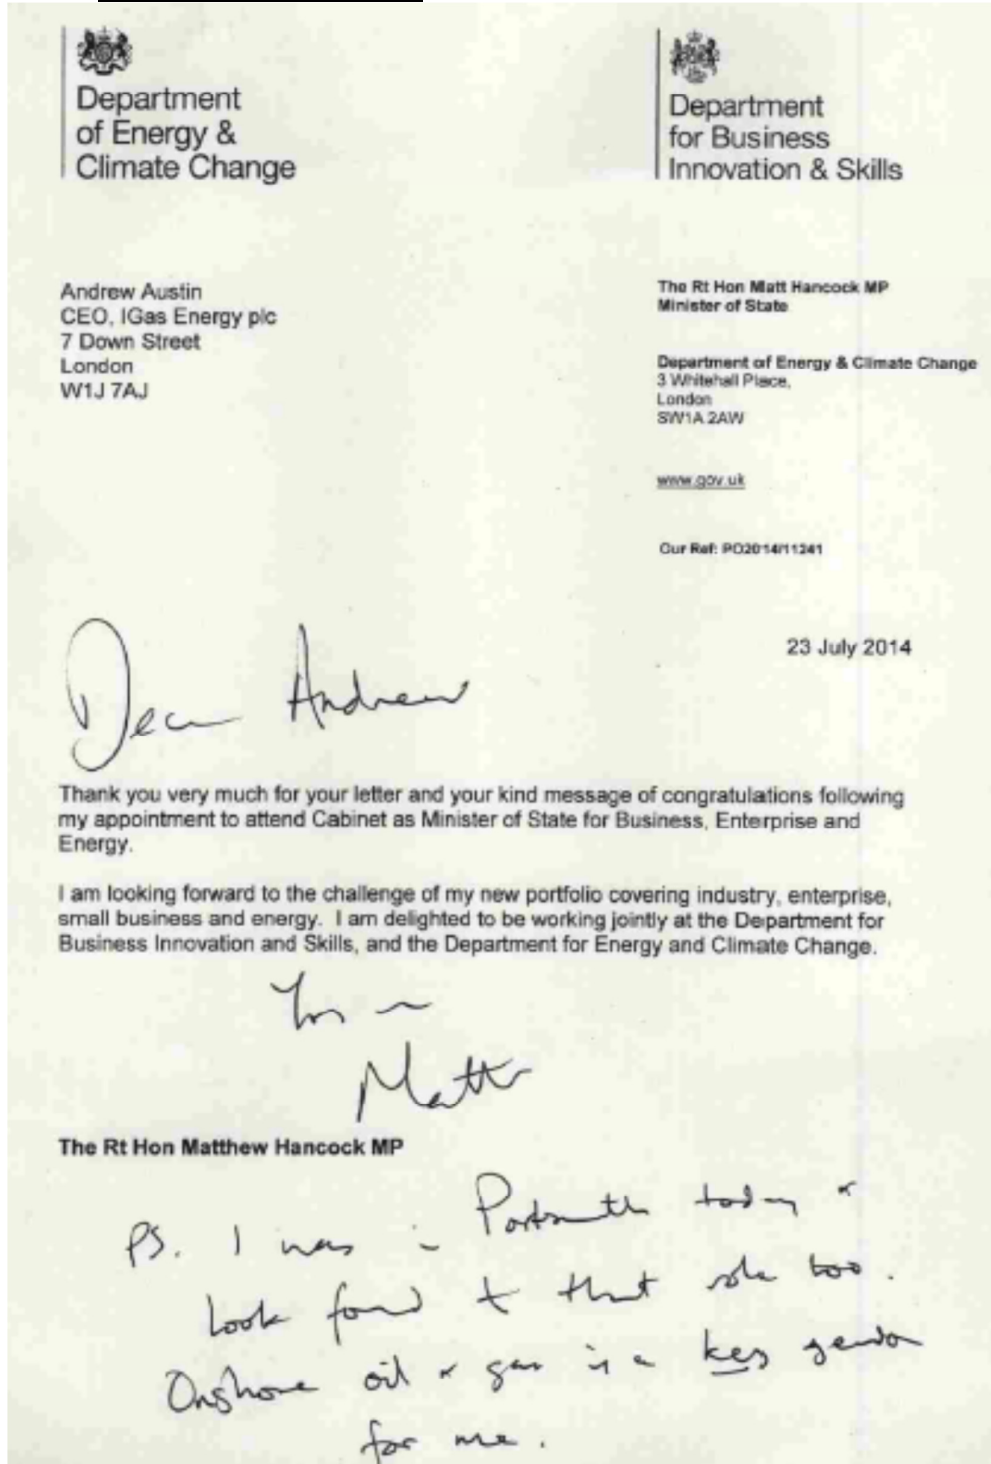 Department
of Energy &
Climate Change
Department
for Business
Innovation & Skills
Andrew Austin
CEO, IGas Energy plc
7 Down Street
London
W1J 7AJ
The Rt Hon Matt Hancock MP
Minister of State
Department of Energy & Climate Change
3 Whitehall Place,
London
SW1A 2AW
www.gov.uk
Our Ref: PO2014/11241
23 July 2014
Dear Andrew
Thank you very much for your letter and your kind message of congratulations following
my appointment to attend Cabinet as Minister of State for Business, Enterprise and
Energy.
I am looking forward to the challenge of my new portfolio covering industry, enterprise,
small business and energy. I am delighted to be working jointly at the Department for
Business Innovation and Skills, and the Department for Energy and Climate Change.
Matt
The Rt Hon Matthew Hancock MP
PS. I was in Portsmouth today &
look forward to that role too.
Onshore oil & gas is a key
for me.